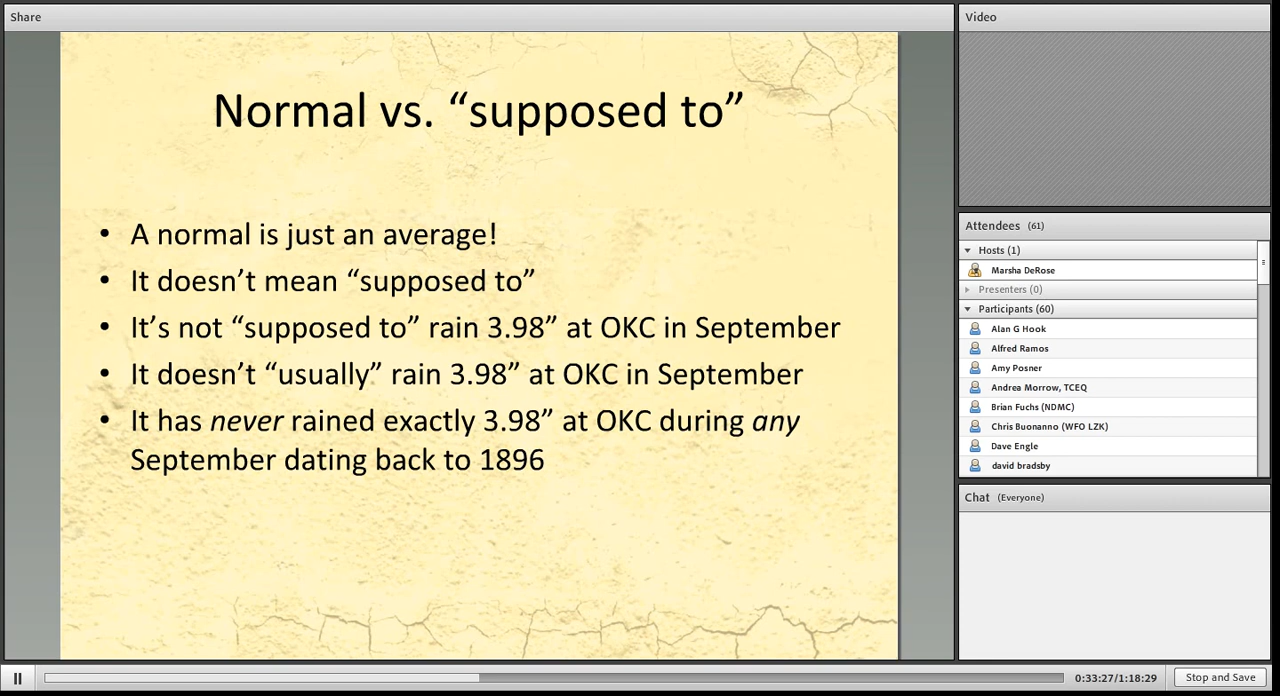 Share
Normal vs. “supposed to”
• A normal is just an average!
• It doesn’t mean “supposed to”
• It’s not “supposed to” rain 3.98” at OKC in September
• It doesn’t “usually” rain 3.98” at OKC in September
• It has never rained exactly 3.98” at OKC during any
September dating back to 1896
Video
Attendees (61)
Hosts (1)
Marsha DeRose
Presenters (0)
Participants (60)
Alan G Hook
Alfred Ramos
Amy Posner
Andrea Morrow, TCEQ
Brian Fuchs (NDMC)
Chris Buonanno (WFO LZK)
Dave Engle
david bradsby
Chat (Everyone)
0:33:27/1:18:29
Stop and Save